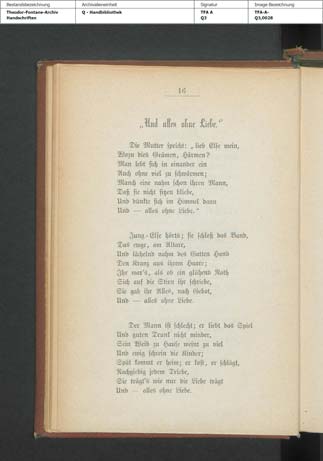 Bestandsbezeichnung Archivalieneinheit Signatur Image Bezeichnung
Theodor-Fontane-Archiv Q - Handbibliothek TFA A TFA-A-
Handschriften Q3 Q3,0028
16
„Und alles ohne Liebe.“
Die Mutter spricht: „lieb Else mein,
Wozu dies Grämen, Härmen?
Man lebt sich in einander ein
Auch ohne viel zu schwärmen;
Manch eine nahm schon ihren Mann,
Daß sie nicht sitzen bliebe,
Und dünkte sich im Himmel dann
Und — alles ohne Liebe.“
Jung-Else hörts; sie schloß das Band,
Das ewge, am Altare,
Und lächelnd nahm des Gatten Hand
Den Kranz aus ihrem Haare;
Ihr war's, als ob ein glühend Roth
Sich auf die Stirn ihr schriebe,
Sie gab ihr Alles, nach Gebot,
Und — alles ohne Liebe.
Der Mann ist schlecht; er liebt das Spiel
Und guten Trunk nicht minder,
Sein Weib zu Hause weint zu viel
Und ewig schrein die Kinder;
Spät kommt er heim; er kost, er schlägt,
Nachgiebig jedem Triebe,
Sie trägt's wie nur die Liebe trägt
Und — alles ohne Liebe.